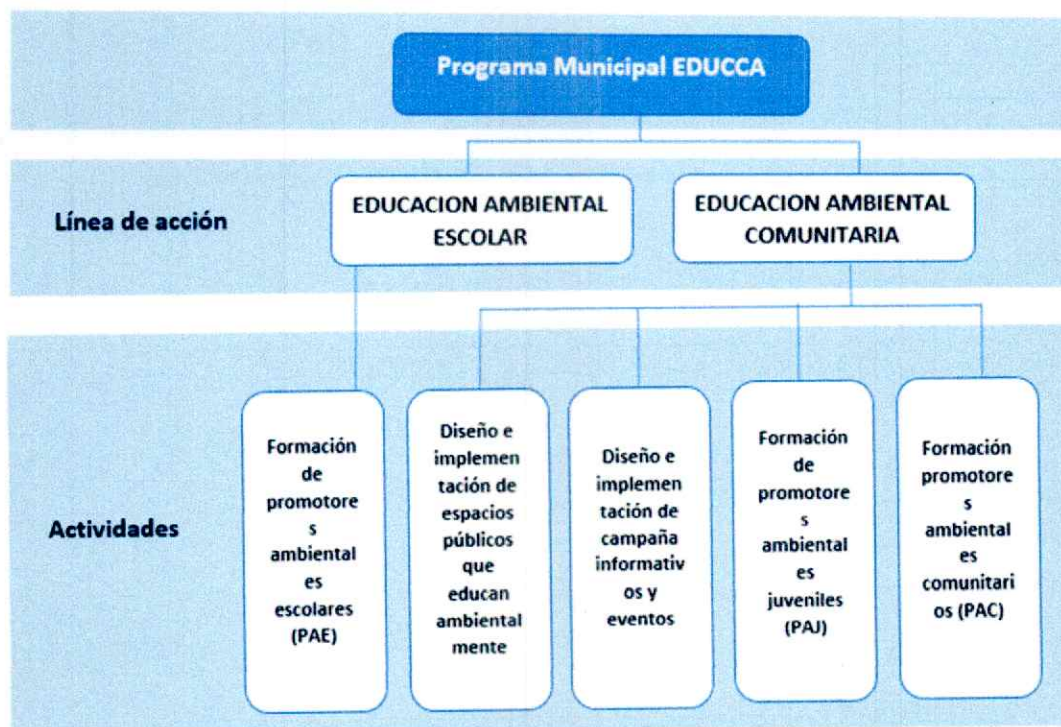 Programa Municipal EDUCCA
Línea de acción
EDUCACION AMBIENTAL
ESCOLAR
EDUCACION AMBIENTAL
COMUNITARIA
Actividades
Formación
de
promotore
s
ambiental
es
escolares
(PAE)
Diseño e
implemen
tación de
espacios
públicos
que
educan
ambiental
mente
Diseño e
implemen
tación de
campaña
informativ
os y
eventos
Formación
de
promotore
s
ambiental
es
juveniles
(PAJ)
Formación
promotore
s
ambiental
es
comunitari
os (PAC)